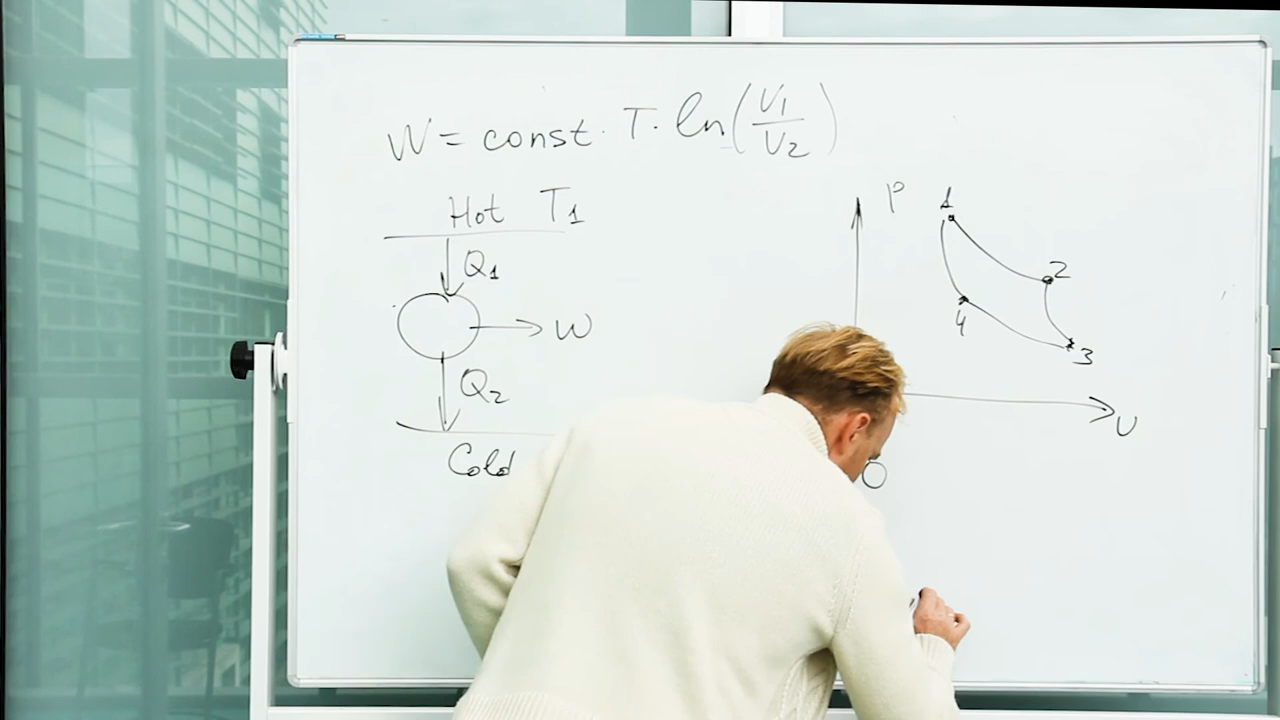 W = const · T · ln(V1/V2)
Hot T1
Q1
W
Q2
Cold
P
1
2
3
4
V
O